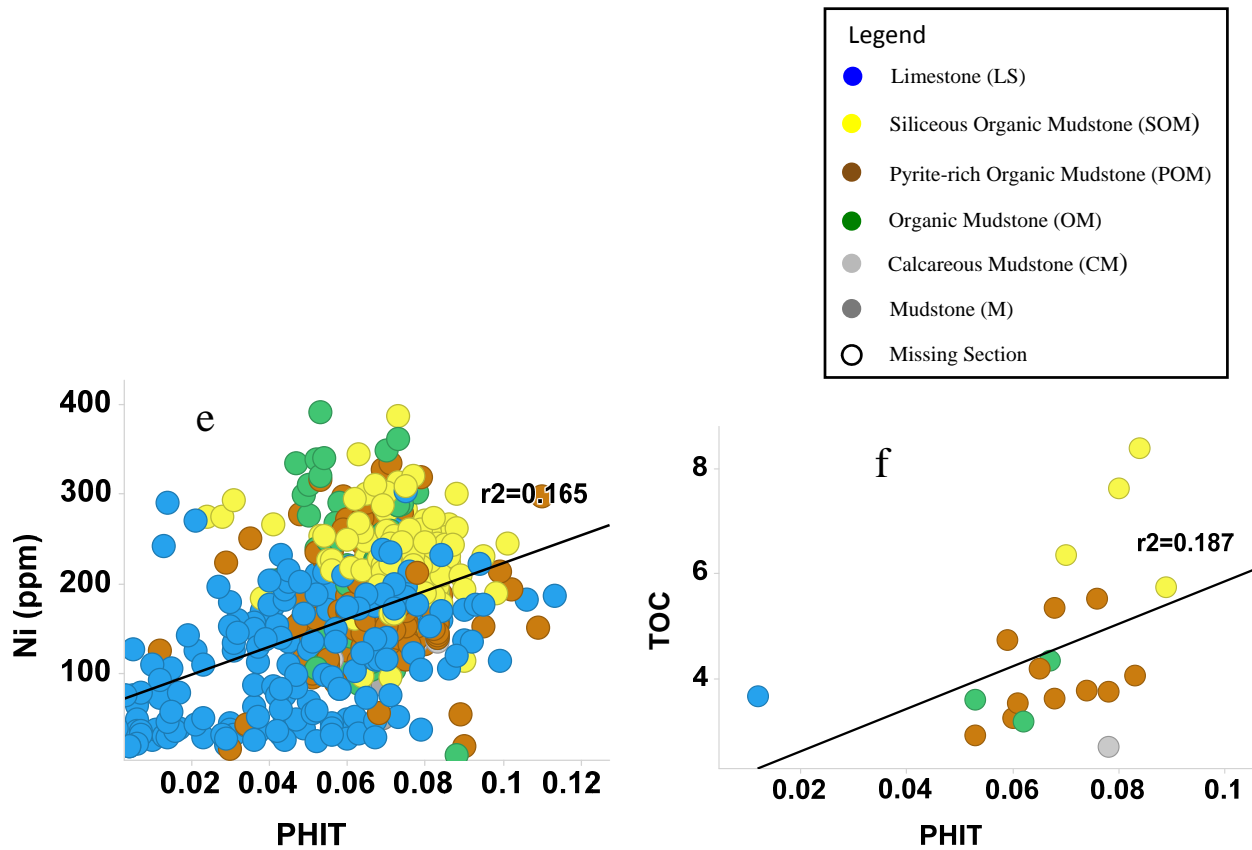 Legend
Limestone (LS)
Siliceous Organic Mudstone (SOM)
Pyrite-rich Organic Mudstone (POM)
Organic Mudstone (OM)
Calcareous Mudstone (CM)
Mudstone (M)
Missing Section
e
400
300
200
100
Ni (ppm)
r2=0.165
0.02 0.04 0.06 0.08 0.1 0.12
PHIT
f
8
6
4
TOC
r2=0.187
0.02 0.04 0.06 0.08 0.1
PHIT